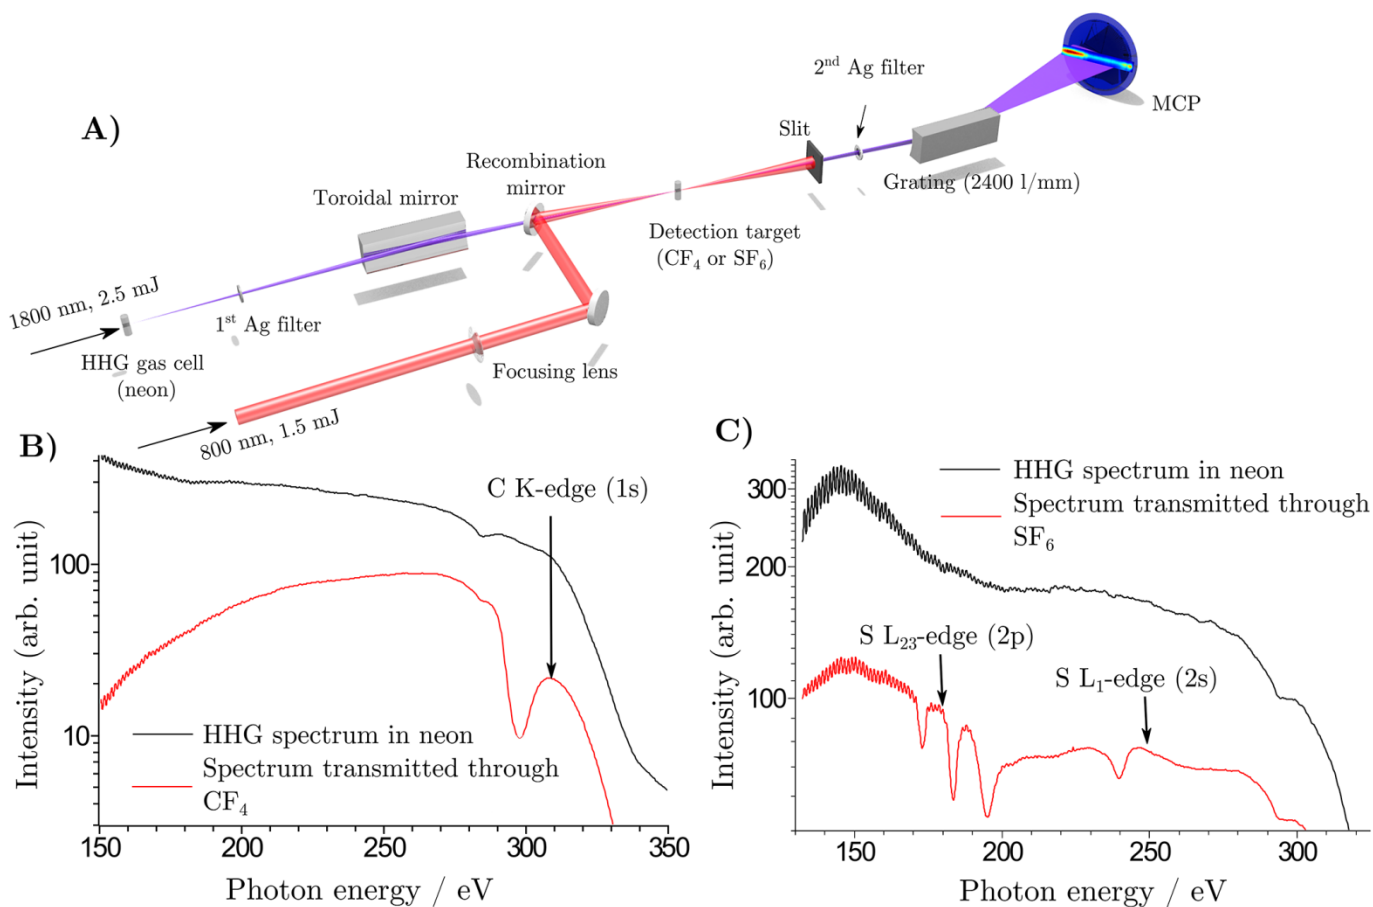 A)
2nd Ag filter
MCP
Slit
Grating (2400 l/mm)
Recombination
mirror
Toroidal mirror
Detection target
(CF4 or SF6)
1800 nm, 2.5 mJ
1st Ag filter
HHG gas cell
(neon)
Focusing lens
800 nm, 1.5 mJ
B)
C K-edge (1s)
HHG spectrum in neon
Spectrum transmitted through
CF4
Intensity (arb. unit)
100
10
150
200
250
300
350
Photon energy / eV
C)
HHG spectrum in neon
Spectrum transmitted through
SF6
S L23-edge (2p)
S L1-edge (2s)
Intensity (arb. unit)
300
200
100
150
200
250
300
Photon energy / eV